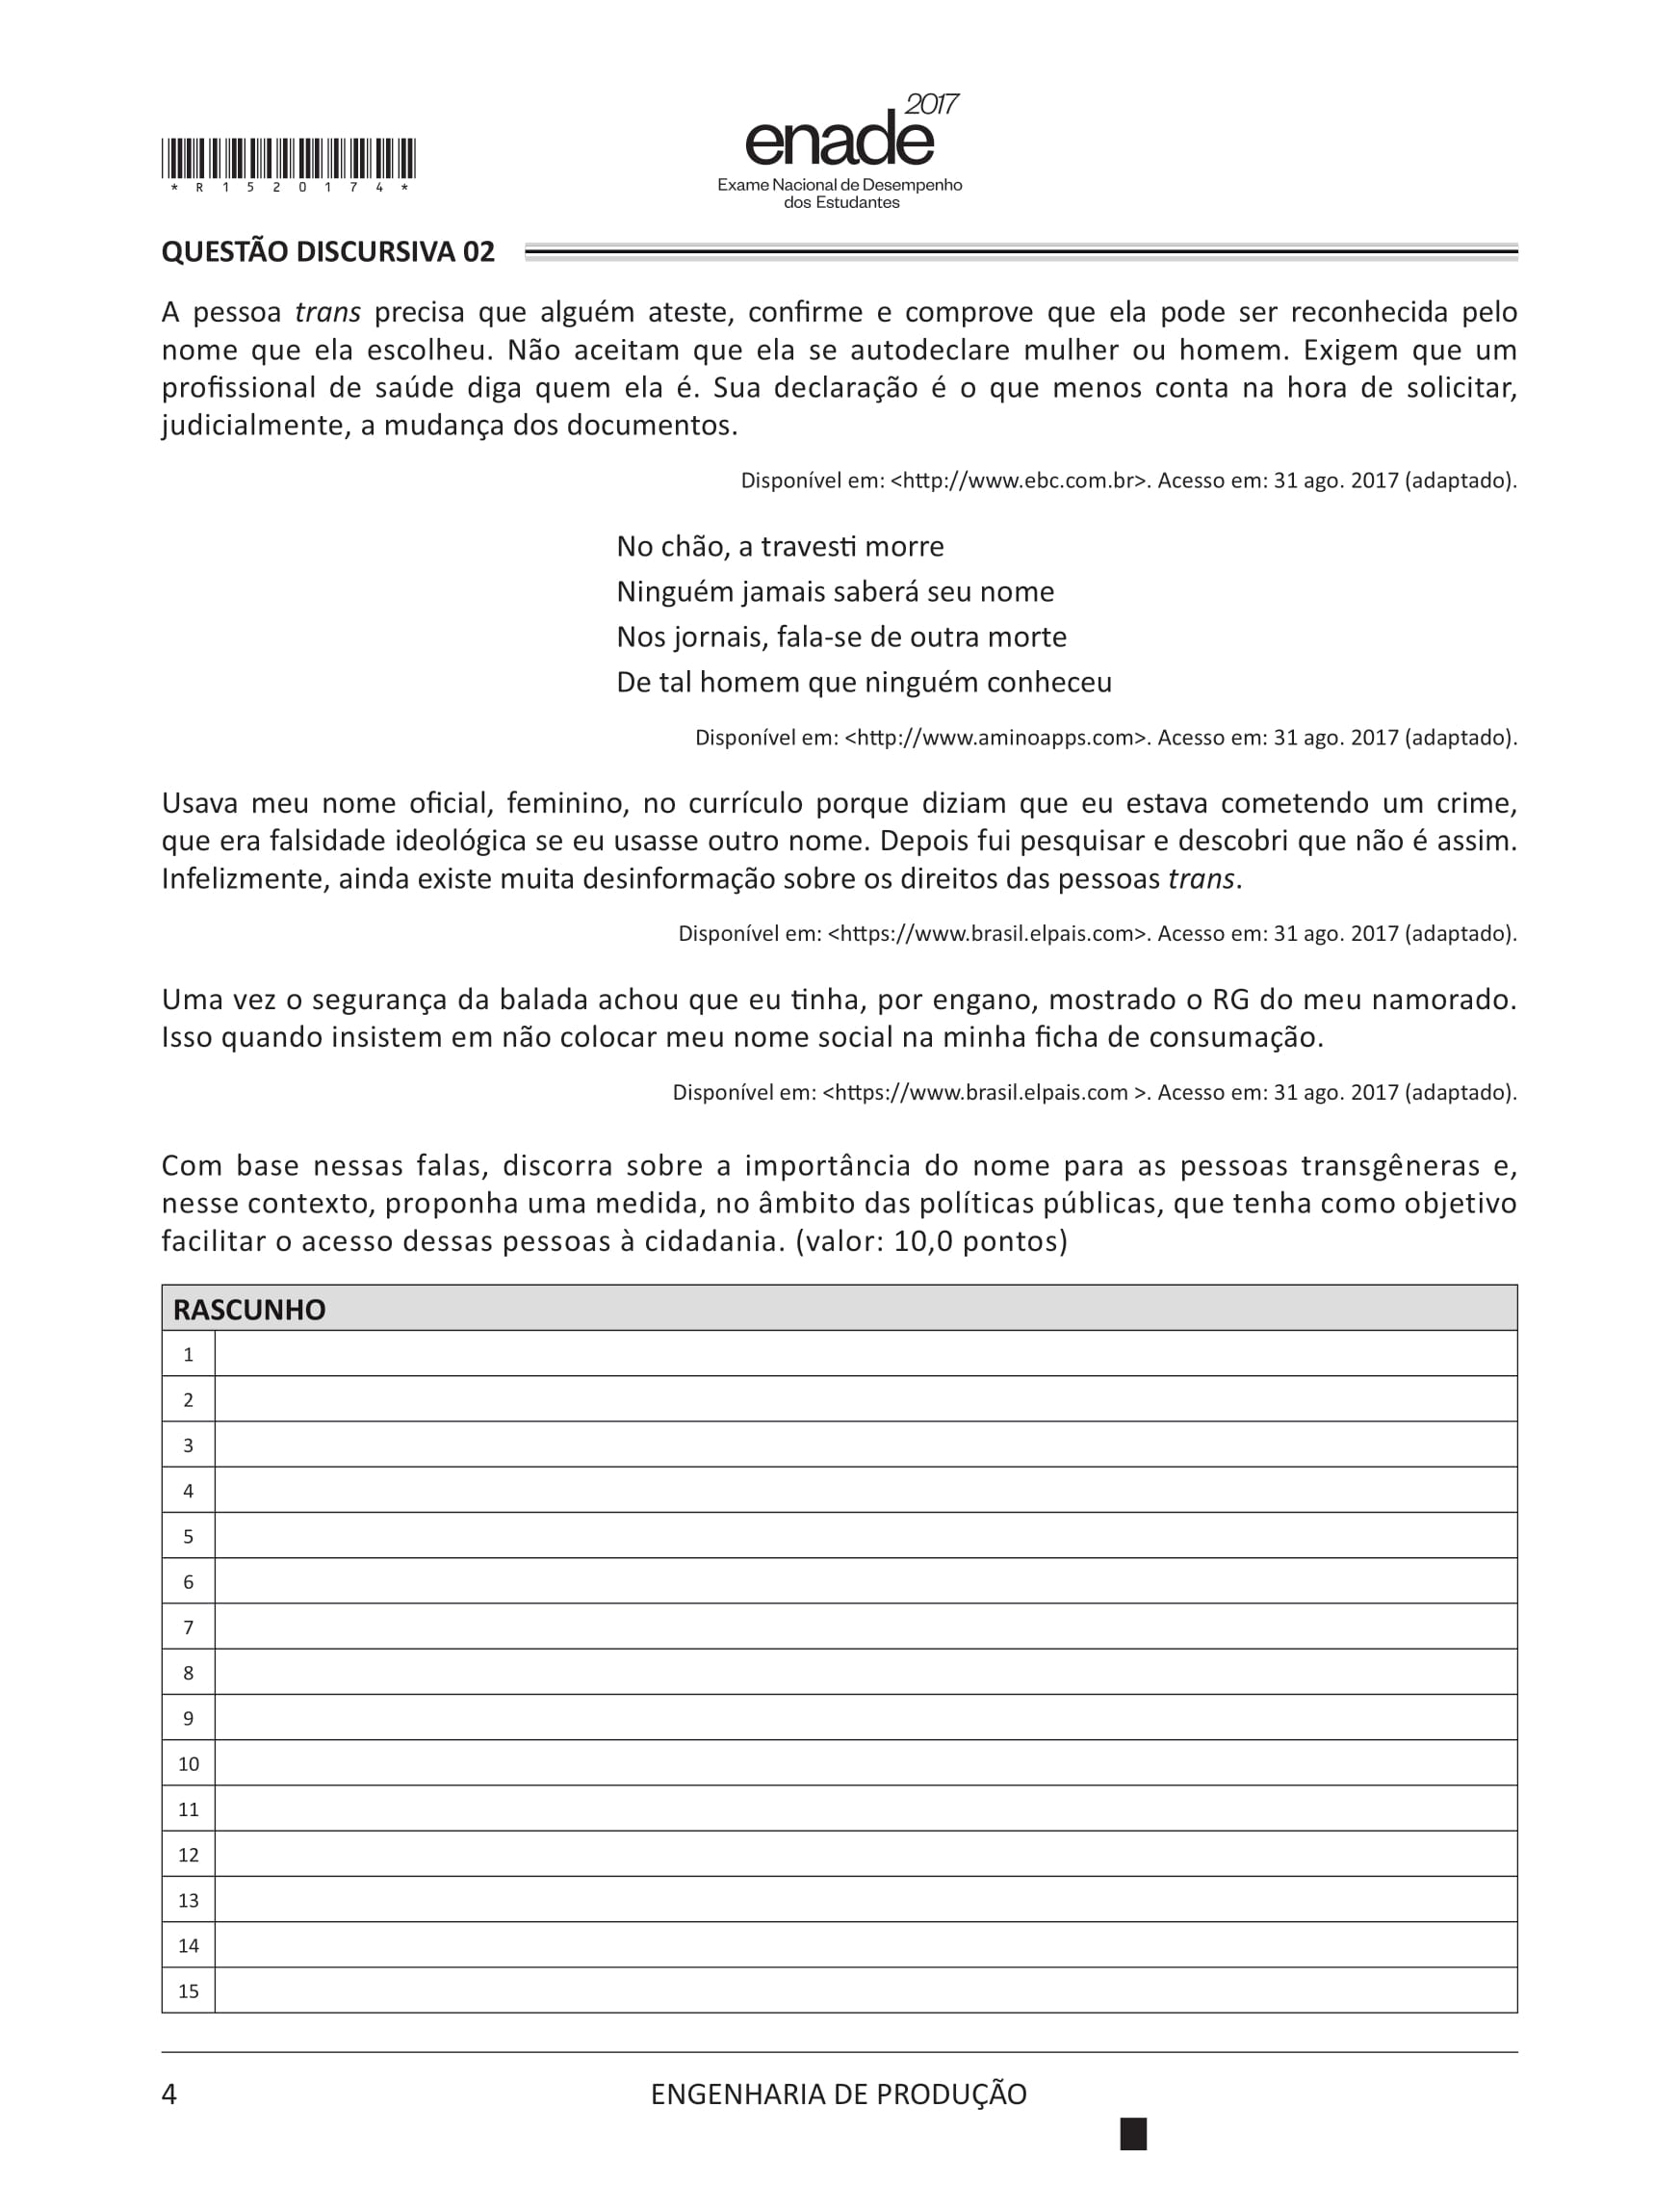 2017
enade
Exame Nacional de Desempenho
dos Estudantes
*R1520174*
QUESTÃO DISCURSIVA 02
A pessoa trans precisa que alguém ateste, confirme e comprove que ela pode ser reconhecida pelo
nome que ela escolheu. Não aceitam que ela se autodeclare mulher ou homem. Exigem que um
profissional de saúde diga quem ela é. Sua declaração é o que menos conta na hora de solicitar,
judicialmente, a mudança dos documentos.
Disponível em: <http://www.ebc.com.br>. Acesso em: 31 ago. 2017 (adaptado).
No chão, a travesti morre
Ninguém jamais saberá seu nome
Nos jornais, fala-se de outra morte
De tal homem que ninguém conheceu
Disponível em: <http://www.aminoapps.com>. Acesso em: 31 ago. 2017 (adaptado).
Usava meu nome oficial, feminino, no currículo porque diziam que eu estava cometendo um crime,
que era falsidade ideológica se eu usasse outro nome. Depois fui pesquisar e descobri que não é assim.
Infelizmente, ainda existe muita desinformação sobre os direitos das pessoas trans.
Disponível em: <https://www.brasil.elpais.com>. Acesso em: 31 ago. 2017 (adaptado).
Uma vez o segurança da balada achou que eu tinha, por engano, mostrado o RG do meu namorado.
Isso quando insistem em não colocar meu nome social na minha ficha de consumação.
Disponível em: <https://www.brasil.elpais.com >. Acesso em: 31 ago. 2017 (adaptado).
Com base nessas falas, discorra sobre a importância do nome para as pessoas transgêneras e,
nesse contexto, proponha uma medida, no âmbito das políticas públicas, que tenha como objetivo
facilitar o acesso dessas pessoas à cidadania. (valor: 10,0 pontos)
RASCUNHO
1
2
3
4
5
6
7
8
9
10
11
12
13
14
15
4
ENGENHARIA DE PRODUÇÃO